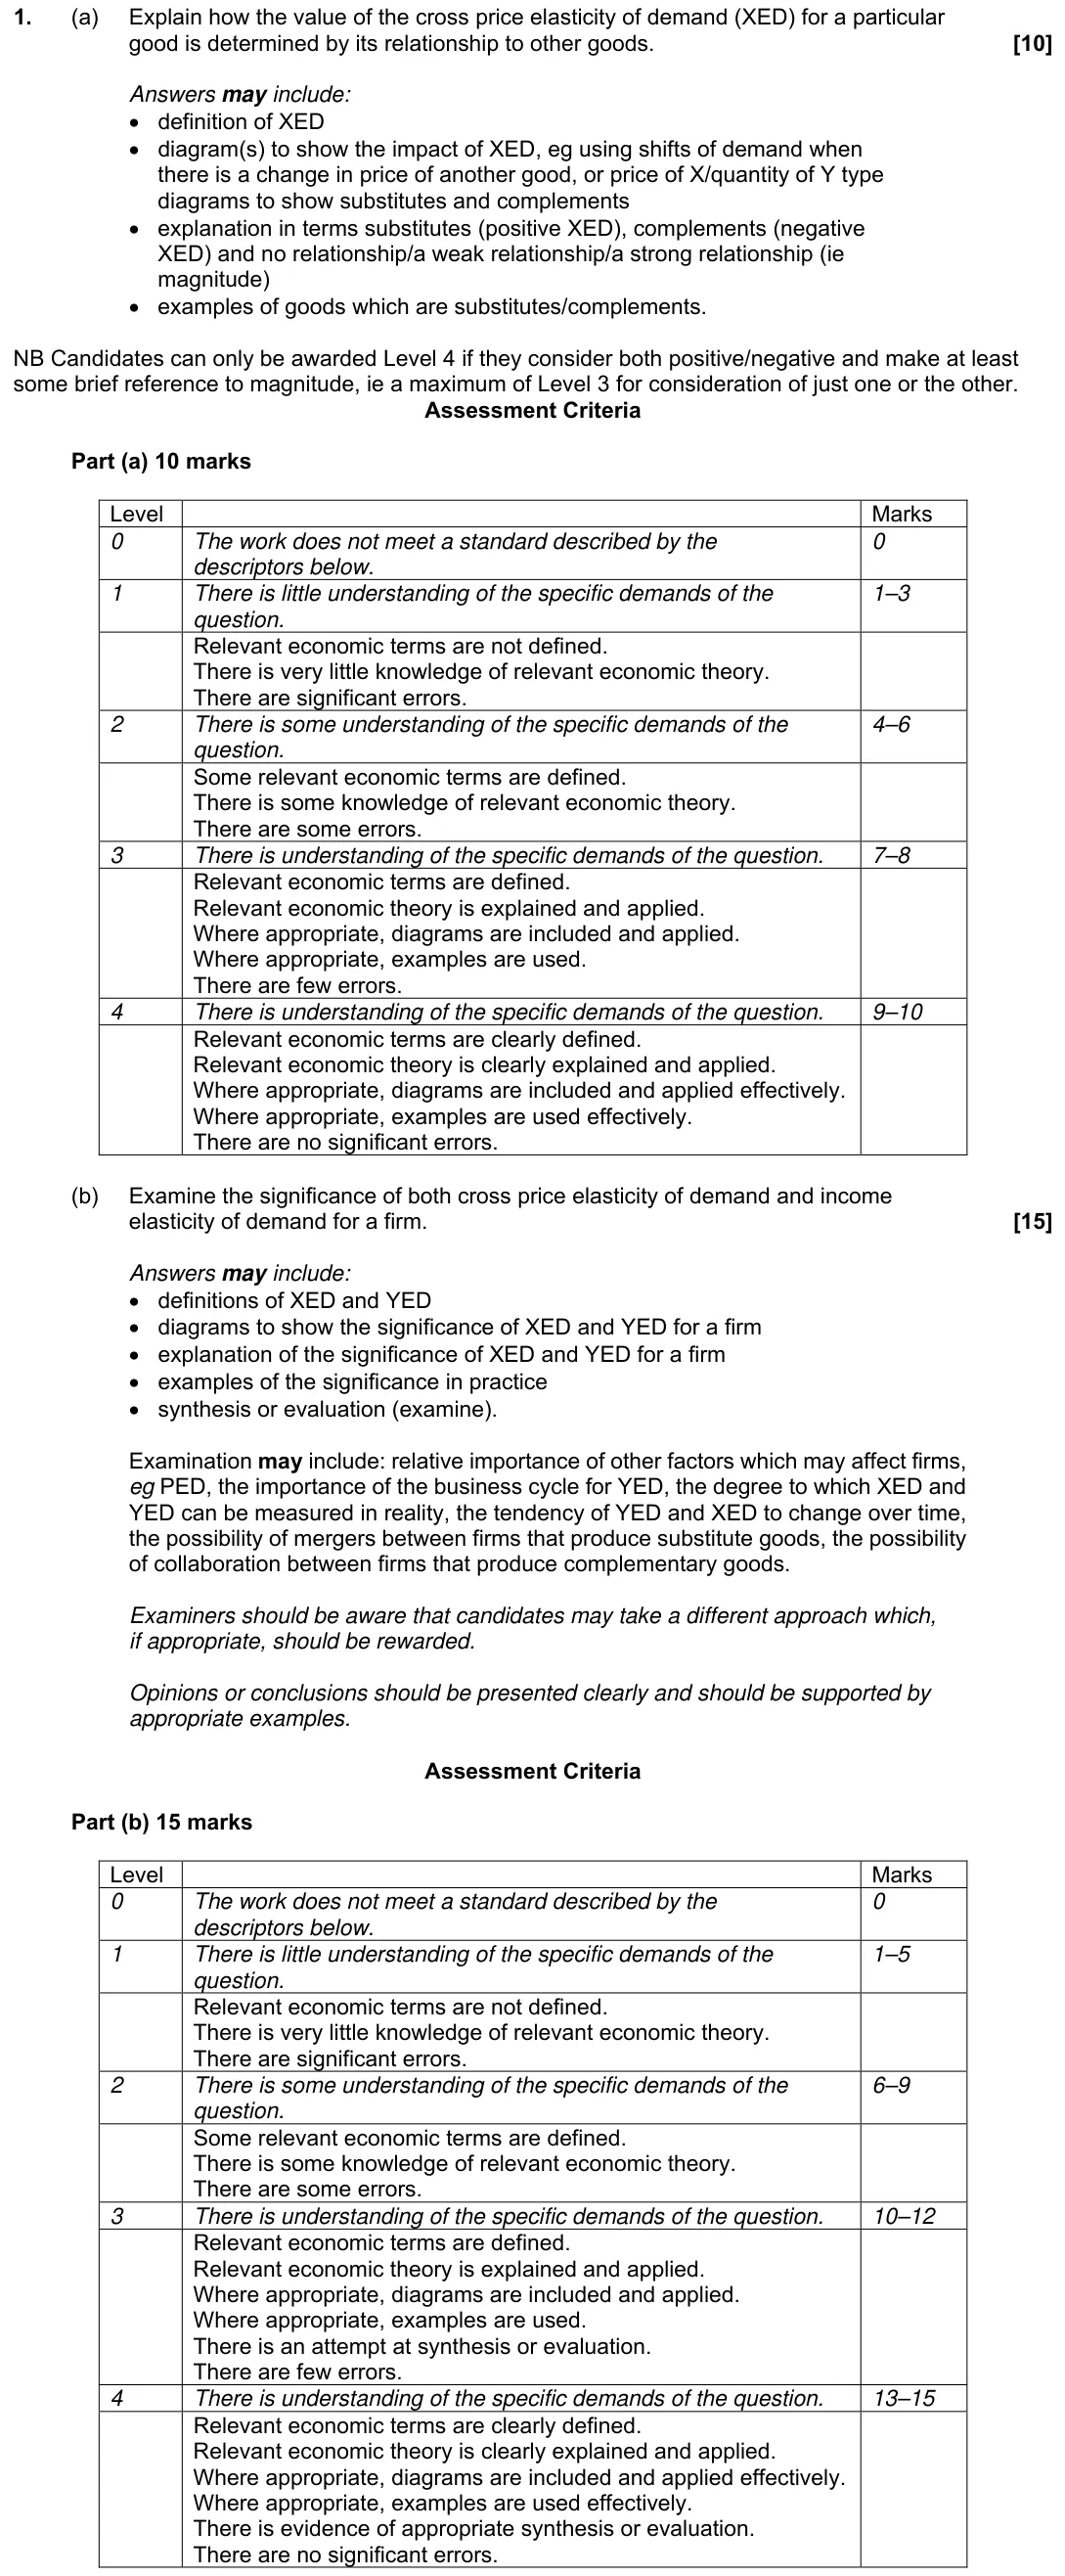 1. (a) Explain how the value of the cross price elasticity of demand (XED) for a particular
good is determined by its relationship to other goods. [10]
Answers may include:
• definition of XED
• diagram(s) to show the impact of XED, eg using shifts of demand when
there is a change in price of another good, or price of X/quantity of Y type
diagrams to show substitutes and complements
• explanation in terms substitutes (positive XED), complements (negative
XED) and no relationship/a weak relationship/a strong relationship (ie
magnitude)
• examples of goods which are substitutes/complements.
NB Candidates can only be awarded Level 4 if they consider both positive/negative and make at least
some brief reference to magnitude, ie a maximum of Level 3 for consideration of just one or the other.
Assessment Criteria
Part (a) 10 marks
Level Marks
0 The work does not meet a standard described by the 0
descriptors below.
1 There is little understanding of the specific demands of the 1–3
question.
Relevant economic terms are not defined.
There is very little knowledge of relevant economic theory.
There are significant errors.
2 There is some understanding of the specific demands of the 4–6
question.
Some relevant economic terms are defined.
There is some knowledge of relevant economic theory.
There are some errors.
3 There is understanding of the specific demands of the question. 7–8
Relevant economic terms are defined.
Relevant economic theory is explained and applied.
Where appropriate, diagrams are included and applied.
Where appropriate, examples are used.
There are few errors.
4 There is understanding of the specific demands of the question. 9–10
Relevant economic terms are clearly defined.
Relevant economic theory is clearly explained and applied.
Where appropriate, diagrams are included and applied effectively.
Where appropriate, examples are used effectively.
There are no significant errors.
(b) Examine the significance of both cross price elasticity of demand and income
elasticity of demand for a firm. [15]
Answers may include:
• definitions of XED and YED
• diagrams to show the significance of XED and YED for a firm
• explanation of the significance of XED and YED for a firm
• examples of the significance in practice
• synthesis or evaluation (examine).
Examination may include: relative importance of other factors which may affect firms,
eg PED, the importance of the business cycle for YED, the degree to which XED and
YED can be measured in reality, the tendency of YED and XED to change over time,
the possibility of mergers between firms that produce substitute goods, the possibility
of collaboration between firms that produce complementary goods.
Examiners should be aware that candidates may take a different approach which,
if appropriate, should be rewarded.
Opinions or conclusions should be presented clearly and should be supported by
appropriate examples.
Assessment Criteria
Part (b) 15 marks
Level Marks
0 The work does not meet a standard described by the 0
descriptors below.
1 There is little understanding of the specific demands of the 1–5
question.
Relevant economic terms are not defined.
There is very little knowledge of relevant economic theory.
There are significant errors.
2 There is some understanding of the specific demands of the 6–9
question.
Some relevant economic terms are defined.
There is some knowledge of relevant economic theory.
There are some errors.
3 There is understanding of the specific demands of the question. 10–12
Relevant economic terms are defined.
Relevant economic theory is explained and applied.
Where appropriate, diagrams are included and applied.
Where appropriate, examples are used.
There is an attempt at synthesis or evaluation.
There are few errors.
4 There is understanding of the specific demands of the question. 13–15
Relevant economic terms are clearly defined.
Relevant economic theory is clearly explained and applied.
Where appropriate, diagrams are included and applied effectively.
Where appropriate, examples are used effectively.
There is evidence of appropriate synthesis or evaluation.
There are no significant errors.